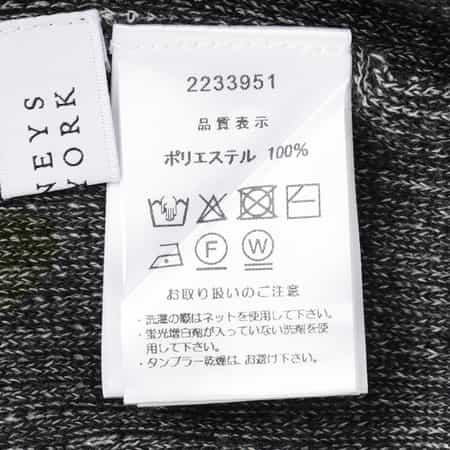 NEYS
ORK
2233951
品質表示
ポリエステル 100%
F
W
お取り扱いのご注意
・洗濯の際はネットを使用して下さい。
・蛍光増白剤が入っていない洗剤を使
用して下さい。
・タンブラー乾燥は、お避け下さい。